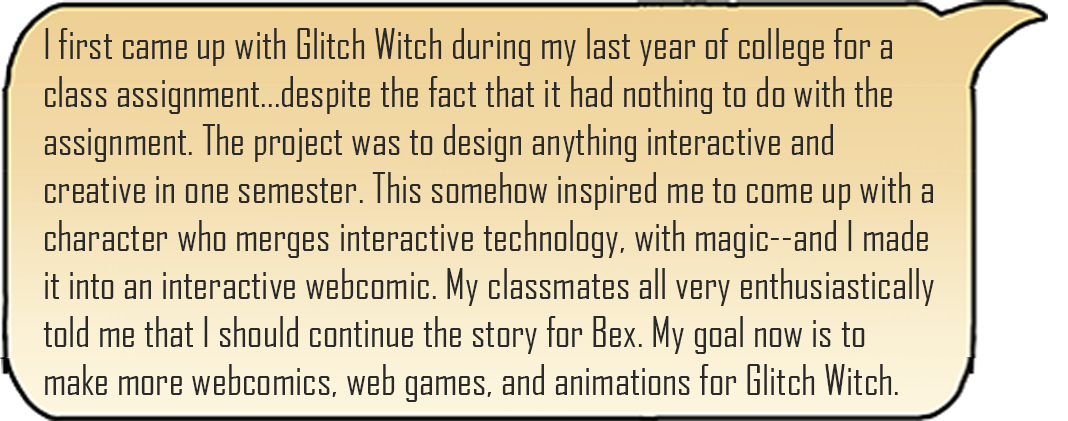 I first came up with Glitch Witch during my last year of college for a
class assignment...despite the fact that it had nothing to do with the
assignment. The project was to design anything interactive and
creative in one semester. This somehow inspired me to come up with a
character who merges interactive technology, with magic--and I made
it into an interactive webcomic. My classmates all very enthusiastically
told me that I should continue the story for Bex. My goal now is to
make more webcomics, web games, and animations for Glitch Witch.